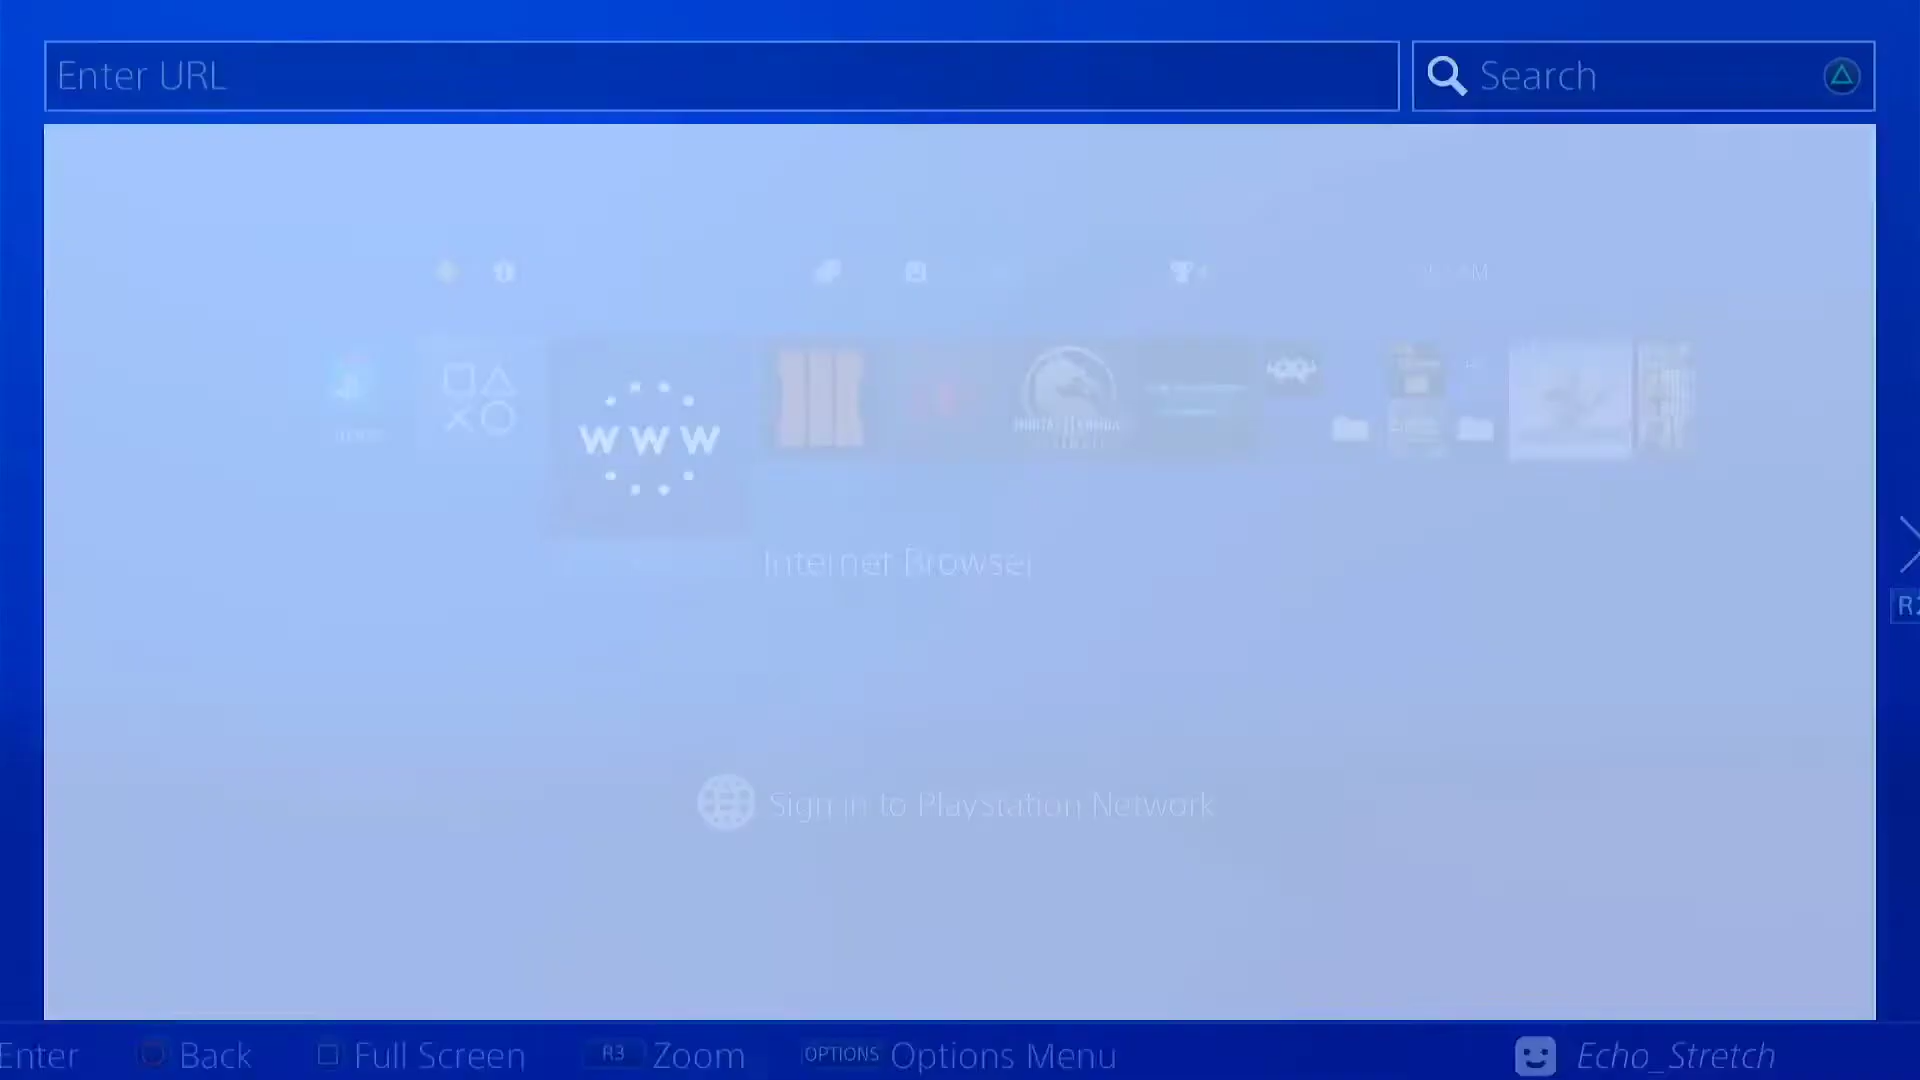 Enter URL
Search
WWW
Internet Browser
R2
Sign in to PlayStation Network
Enter
Back
Full Screen
R3 Zoom
OPTIONS Options Menu
Echo_Stretch